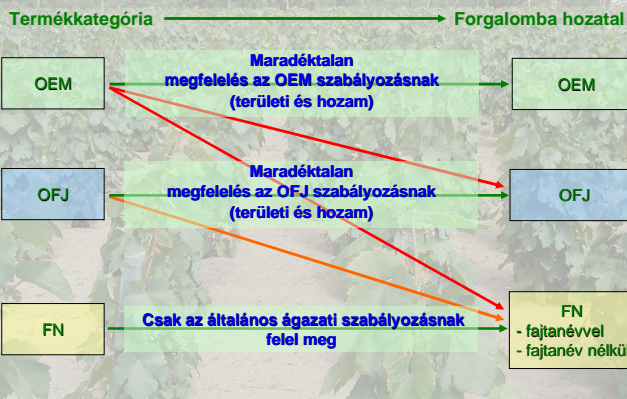 Termékkategória
Forgalomba hozatal
OEM
Maradéktalan
megfelelés az OEM szabályozásnak
(területi és hozam)
OEM
OFJ
Maradéktalan
megfelelés az OFJ szabályozásnak
(területi és hozam)
OFJ
FN
Csak az általános ágazati szabályozásnak
felel meg
FN
- fajtanévvel
- fajtanév nélkü